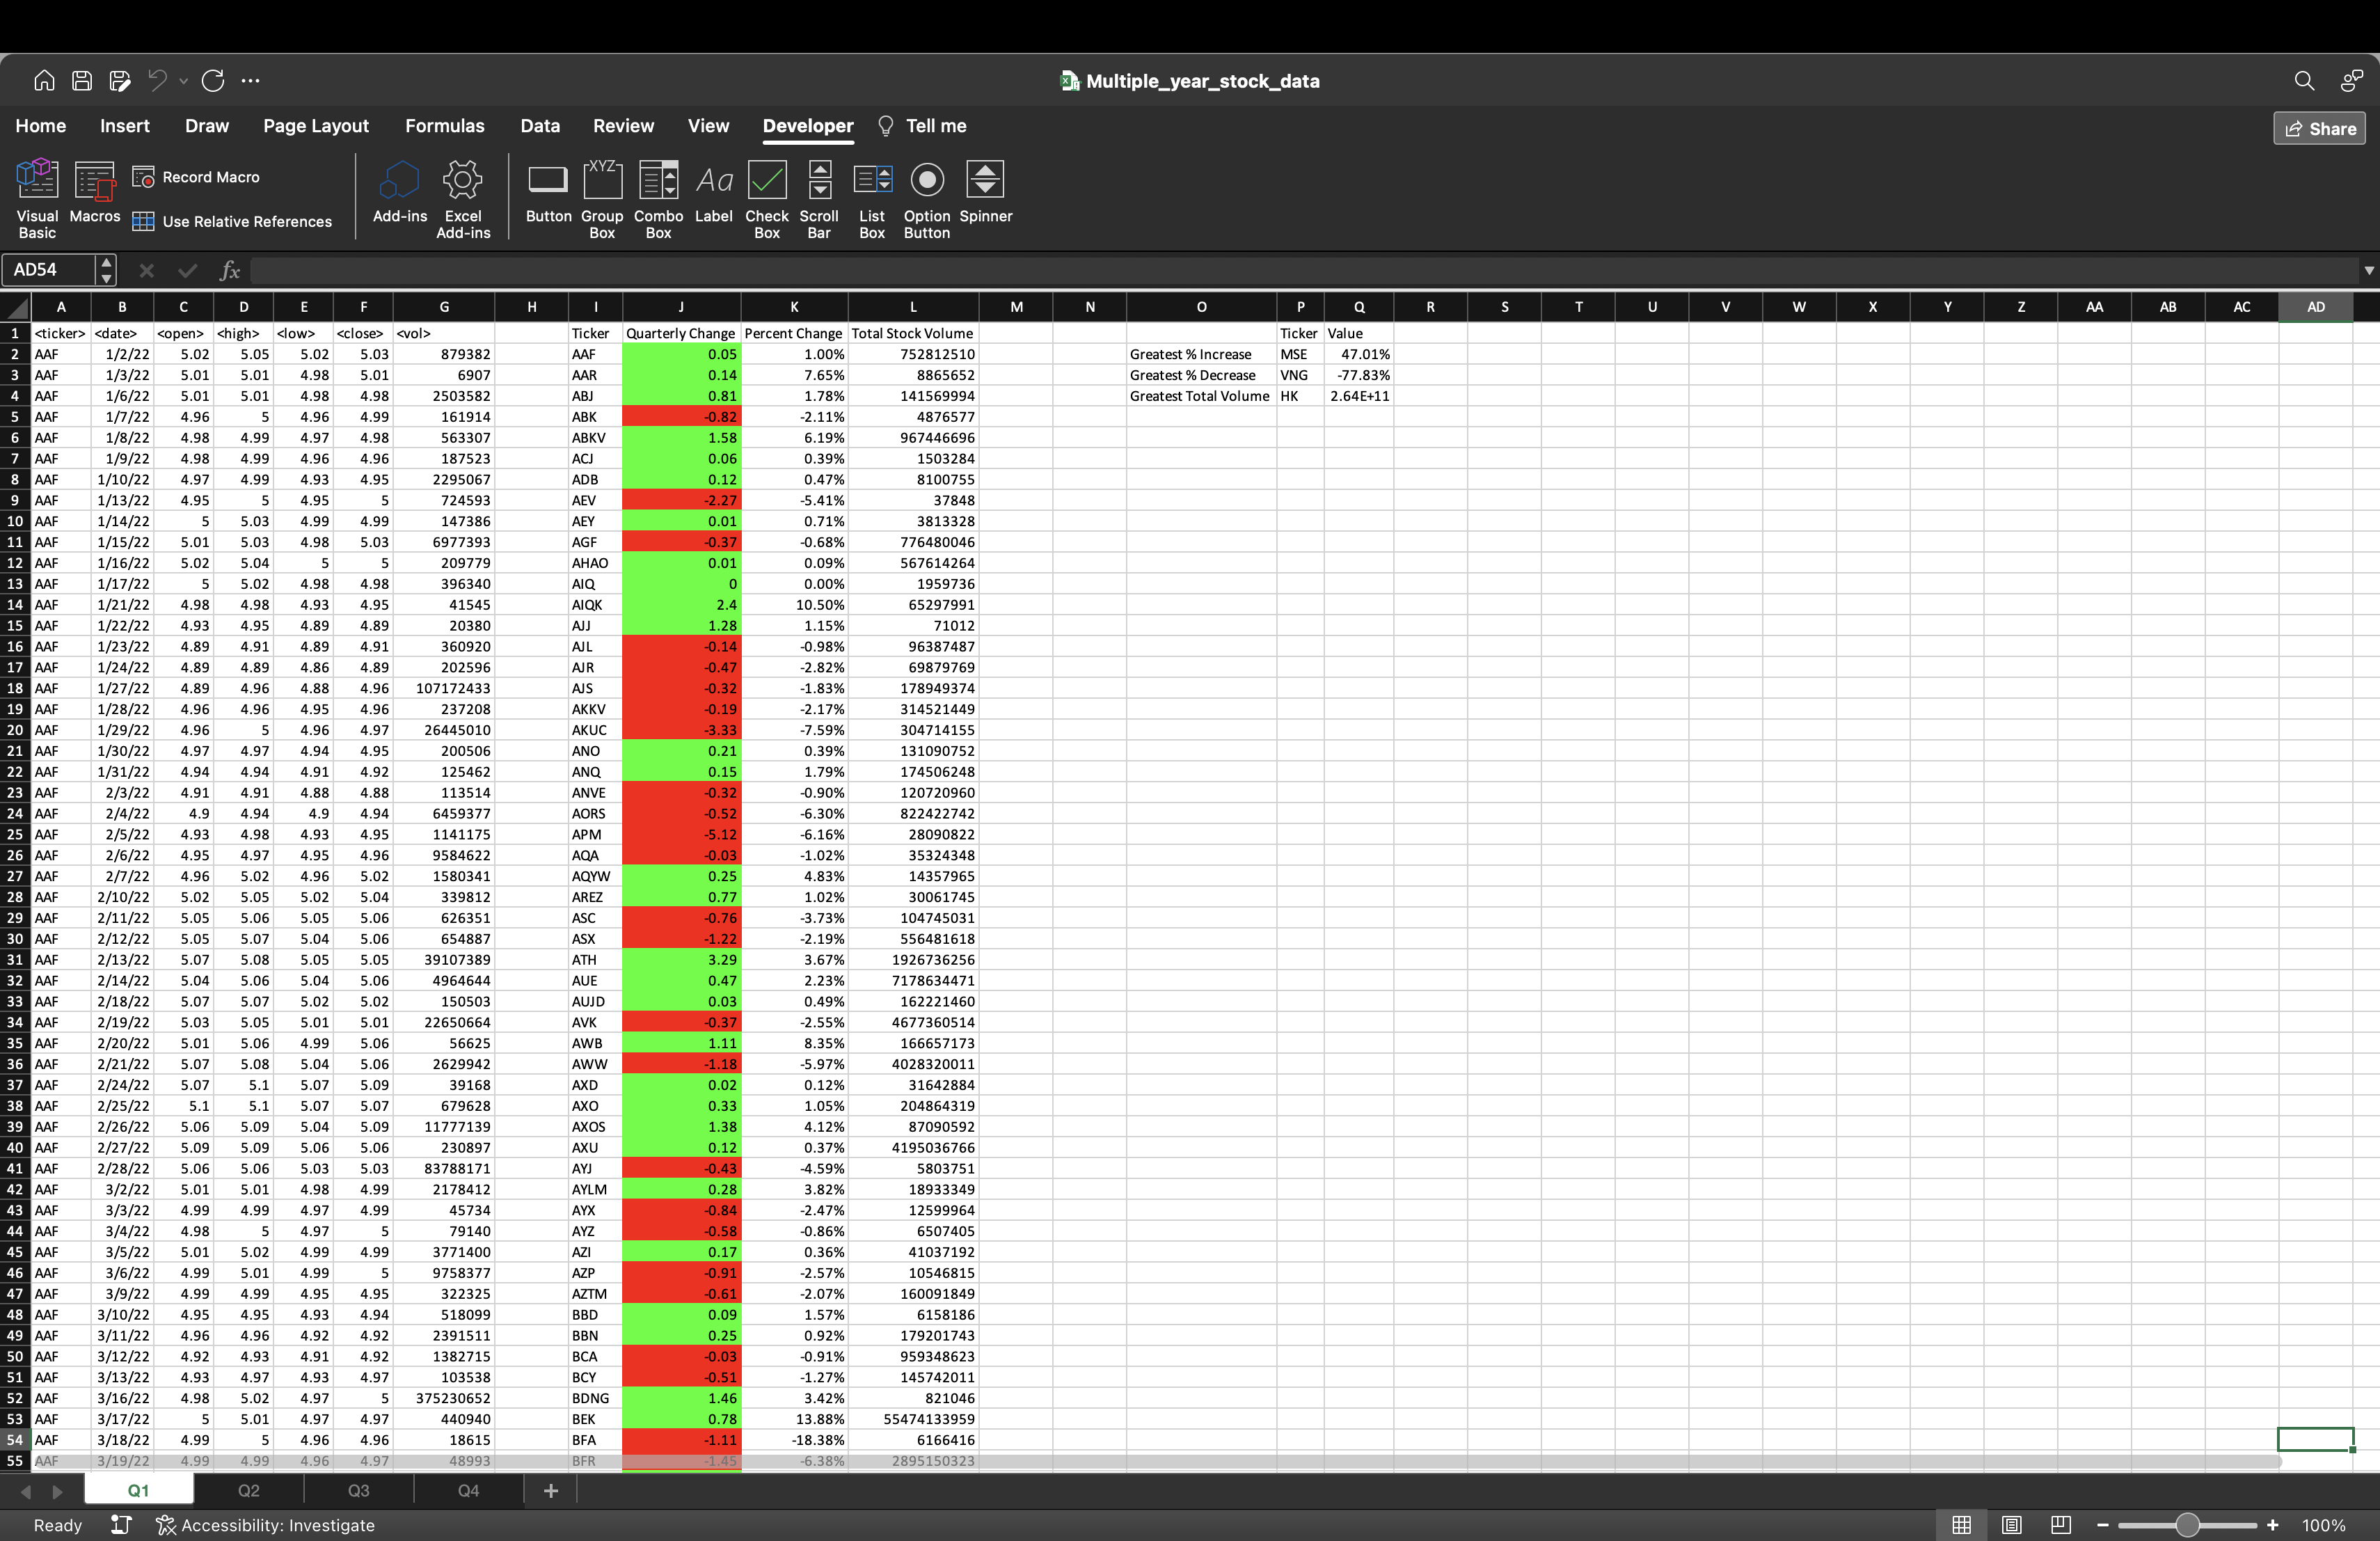 Multiple_year_stock_data
Home Insert Draw Page Layout Formulas Data Review View Developer Tell me Share
Visual Basic Macros Record Macro Use Relative References Add-ins Excel Add-ins Button Group Box Combo Box Label Check Box Scroll Bar List Box Option Button Spinner
XYZ Aa
AD54 fx
A B C D E F G H I J K L M N O P Q R S T U V W X Y Z AA AB AC AD
1 <ticker> <date> <open> <high> <low> <close> <vol> Ticker Quarterly Change Percent Change Total Stock Volume Ticker Value
2 AAF 1/2/22 5.02 5.05 5.02 5.03 879382 AAF 0.05 1.00% 752812510 Greatest % Increase MSE 47.01%
3 AAF 1/3/22 5.01 5.01 4.98 5.01 6907 AAR 0.14 7.65% 8865652 Greatest % Decrease VNG -77.83%
4 AAF 1/6/22 5.01 5.01 4.98 4.98 2503582 ABJ 0.81 1.78% 141569994 Greatest Total Volume HK 2.64E+11
5 AAF 1/7/22 4.96 5 4.96 4.99 161914 ABK -0.82 -2.11% 4876577
6 AAF 1/8/22 4.98 4.99 4.97 4.98 563307 ABKV 1.58 6.19% 967446696
7 AAF 1/9/22 4.98 4.99 4.96 4.96 187523 ACJ 0.06 0.39% 1503284
8 AAF 1/10/22 4.97 4.99 4.93 4.95 2295067 ADB 0.12 0.47% 8100755
9 AAF 1/13/22 4.95 5 4.95 5 724593 AEV -2.27 -5.41% 37848
10 AAF 1/14/22 5 5.03 4.99 4.99 147386 AEY 0.01 0.71% 3813328
11 AAF 1/15/22 5.01 5.03 4.98 5.03 6977393 AGF -0.37 -0.68% 776480046
12 AAF 1/16/22 5.02 5.04 5 5 209779 AHAO 0.01 0.09% 567614264
13 AAF 1/17/22 5 5.02 4.98 4.98 396340 AIQ 0 0.00% 1959736
14 AAF 1/21/22 4.98 4.98 4.93 4.95 41545 AIQK 2.4 10.50% 65297991
15 AAF 1/22/22 4.93 4.95 4.89 4.89 20380 AJJ 1.28 1.15% 71012
16 AAF 1/23/22 4.89 4.91 4.89 4.91 360920 AJL -0.14 -0.98% 96387487
17 AAF 1/24/22 4.89 4.89 4.86 4.89 202596 AJR -0.47 -2.82% 69879769
18 AAF 1/27/22 4.89 4.96 4.88 4.96 107172433 AJS -0.32 -1.83% 178949374
19 AAF 1/28/22 4.96 4.96 4.95 4.96 237208 AKKV -0.19 -2.17% 314521449
20 AAF 1/29/22 4.96 5 4.96 4.97 26445010 AKUC -3.33 -7.59% 304714155
21 AAF 1/30/22 4.97 4.97 4.94 4.95 200506 ANO 0.21 0.39% 131090752
22 AAF 1/31/22 4.94 4.94 4.91 4.92 125462 ANQ 0.15 1.79% 174506248
23 AAF 2/3/22 4.91 4.91 4.88 4.88 113514 ANVE -0.32 -0.90% 120720960
24 AAF 2/4/22 4.9 4.94 4.9 4.94 6459377 AORS -0.52 -6.30% 822422742
25 AAF 2/5/22 4.93 4.98 4.93 4.95 1141175 APM -5.12 -6.16% 28090822
26 AAF 2/6/22 4.95 4.97 4.95 4.96 9584622 AQA -0.03 -1.02% 35324348
27 AAF 2/7/22 4.96 5.02 4.96 5.02 1580341 AQYW 0.25 4.83% 14357965
28 AAF 2/10/22 5.02 5.05 5.02 5.04 339812 AREZ 0.77 1.02% 30061745
29 AAF 2/11/22 5.05 5.06 5.05 5.06 626351 ASC -0.76 -3.73% 104745031
30 AAF 2/12/22 5.05 5.07 5.04 5.06 654887 ASX -1.22 -2.19% 556481618
31 AAF 2/13/22 5.07 5.08 5.05 5.05 39107389 ATH 3.29 3.67% 1926736256
32 AAF 2/14/22 5.04 5.06 5.04 5.06 4964644 AUE 0.47 2.23% 7178634471
33 AAF 2/18/22 5.07 5.07 5.02 5.02 150503 AUJD 0.03 0.49% 162221460
34 AAF 2/19/22 5.03 5.05 5.01 5.01 22650664 AVK -0.37 -2.55% 4677360514
35 AAF 2/20/22 5.01 5.06 4.99 5.06 56625 AWB 1.11 8.35% 166657173
36 AAF 2/21/22 5.07 5.08 5.04 5.06 2629942 AWW -1.18 -5.97% 4028320011
37 AAF 2/24/22 5.07 5.1 5.07 5.09 39168 AXD 0.02 0.12% 31642884
38 AAF 2/25/22 5.1 5.1 5.07 5.07 679628 AXO 0.33 1.05% 204864319
39 AAF 2/26/22 5.06 5.09 5.04 5.09 11777139 AXOS 1.38 4.12% 87090592
40 AAF 2/27/22 5.09 5.09 5.06 5.06 230897 AXU 0.12 0.37% 4195036766
41 AAF 2/28/22 5.06 5.06 5.03 5.03 83788171 AYJ -0.43 -4.59% 5803751
42 AAF 3/2/22 5.01 5.01 4.98 4.99 2178412 AYLM 0.28 3.82% 18933349
43 AAF 3/3/22 4.99 4.99 4.97 4.99 45734 AYX -0.84 -2.47% 12599964
44 AAF 3/4/22 4.98 5 4.97 5 79140 AYZ -0.58 -0.86% 6507405
45 AAF 3/5/22 5.01 5.02 4.99 4.99 3771400 AZI 0.17 0.36% 41037192
46 AAF 3/6/22 4.99 5.01 4.99 5 9758377 AZP -0.91 -2.57% 10546815
47 AAF 3/9/22 4.99 4.99 4.95 4.95 322325 AZTM -0.61 -2.07% 160091849
48 AAF 3/10/22 4.95 4.95 4.93 4.94 518099 BBD 0.09 1.57% 6158186
49 AAF 3/11/22 4.96 4.96 4.92 4.92 2391511 BBN 0.25 0.92% 179201743
50 AAF 3/12/22 4.92 4.93 4.91 4.92 1382715 BCA -0.03 -0.91% 959348623
51 AAF 3/13/22 4.93 4.97 4.93 4.97 103538 BCY -0.51 -1.27% 145742011
52 AAF 3/16/22 4.98 5.02 4.97 5 375230652 BDNG 1.46 3.42% 821046
53 AAF 3/17/22 5 5.01 4.97 4.97 440940 BEK 0.78 13.88% 55474133959
54 AAF 3/18/22 4.99 5 4.96 4.96 18615 BFA -1.11 -18.38% 6166416
55 AAF 3/19/22 4.99 4.99 4.96 4.97 48993 BFR -1.45 -6.38% 2895150323
Q1 Q2 Q3 Q4 +
Ready Accessibility: Investigate 100%